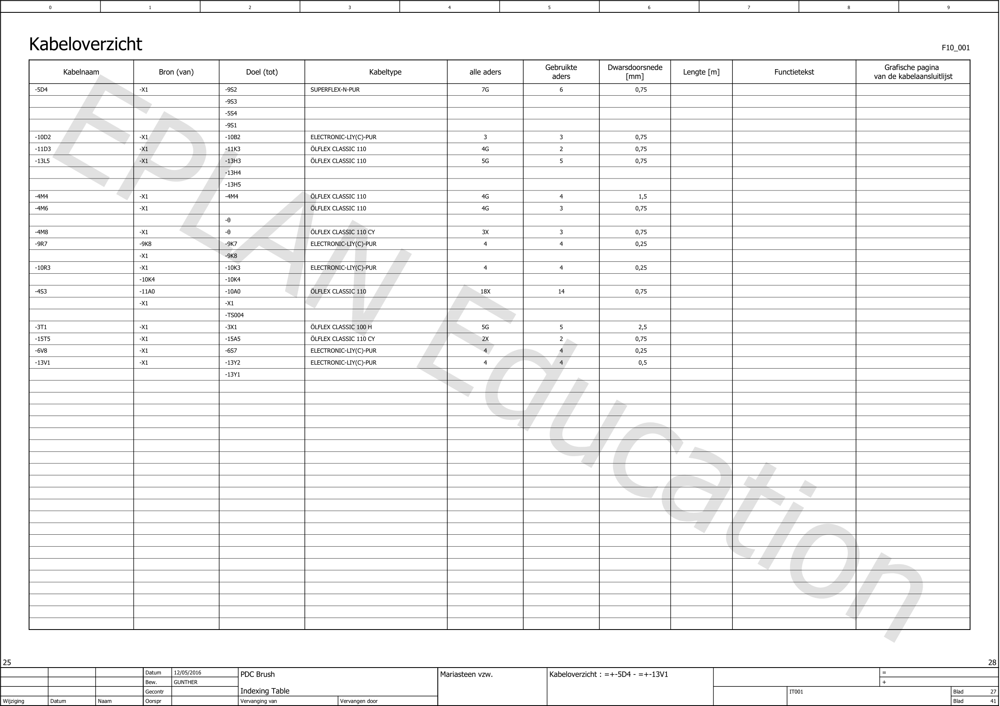 0 1 2 3 4 5 6 7 8 9
Kabeloverzicht
F10_001
Kabelnaam Bron (van) Doel (tot) Kabeltype alle aders Gebruikte aders Dwarsdoorsnede [mm] Lengte [m] Functietekst Grafische pagina van de kabelaansluitlijst
-5D4 -X1 -9S2 SUPERFLEX-N-PUR 7G 6 0,75
-9S3
-5S4
-9S1
-10D2 -X1 -10B2 ELECTRONIC-LIY(C)-PUR 3 3 0,75
-11D3 -X1 -11K3 ÖLFLEX CLASSIC 110 4G 2 0,75
-13L5 -X1 -13H3 ÖLFLEX CLASSIC 110 5G 5 0,75
-13H4
-13H5
-4M4 -X1 -4M4 ÖLFLEX CLASSIC 110 4G 4 1,5
-4M6 -X1 ÖLFLEX CLASSIC 110 4G 3 0,75
-θ
-4M8 -X1 -θ ÖLFLEX CLASSIC 110 CY 3X 3 0,75
-9R7 -9K8 -9K7 ELECTRONIC-LIY(C)-PUR 4 4 0,25
-X1 -9K8
-10R3 -X1 -10K3 ELECTRONIC-LIY(C)-PUR 4 4 0,25
-10K4 -10K4
-4S3 -11A0 -10A0 ÖLFLEX CLASSIC 110 18X 14 0,75
-X1 -X1
-TS004
-3T1 -X1 -3X1 ÖLFLEX CLASSIC 100 H 5G 5 2,5
-15T5 -X1 -15A5 ÖLFLEX CLASSIC 110 CY 2X 2 0,75
-6V8 -X1 -6S7 ELECTRONIC-LIY(C)-PUR 4 4 0,25
-13V1 -X1 -13Y2 ELECTRONIC-LIY(C)-PUR 4 4 0,5
-13Y1
EPLAN Education
25 28
Datum 12/05/2016 PDC Brush Mariasteen vzw. Kabeloverzicht : =+-5D4 - =+-13V1 =
Bew. GUNTHER +
Gecontr Indexing Table IT001 Blad 27
Wijziging Datum Naam Oorspr Vervanging van Vervangen door Blad 41